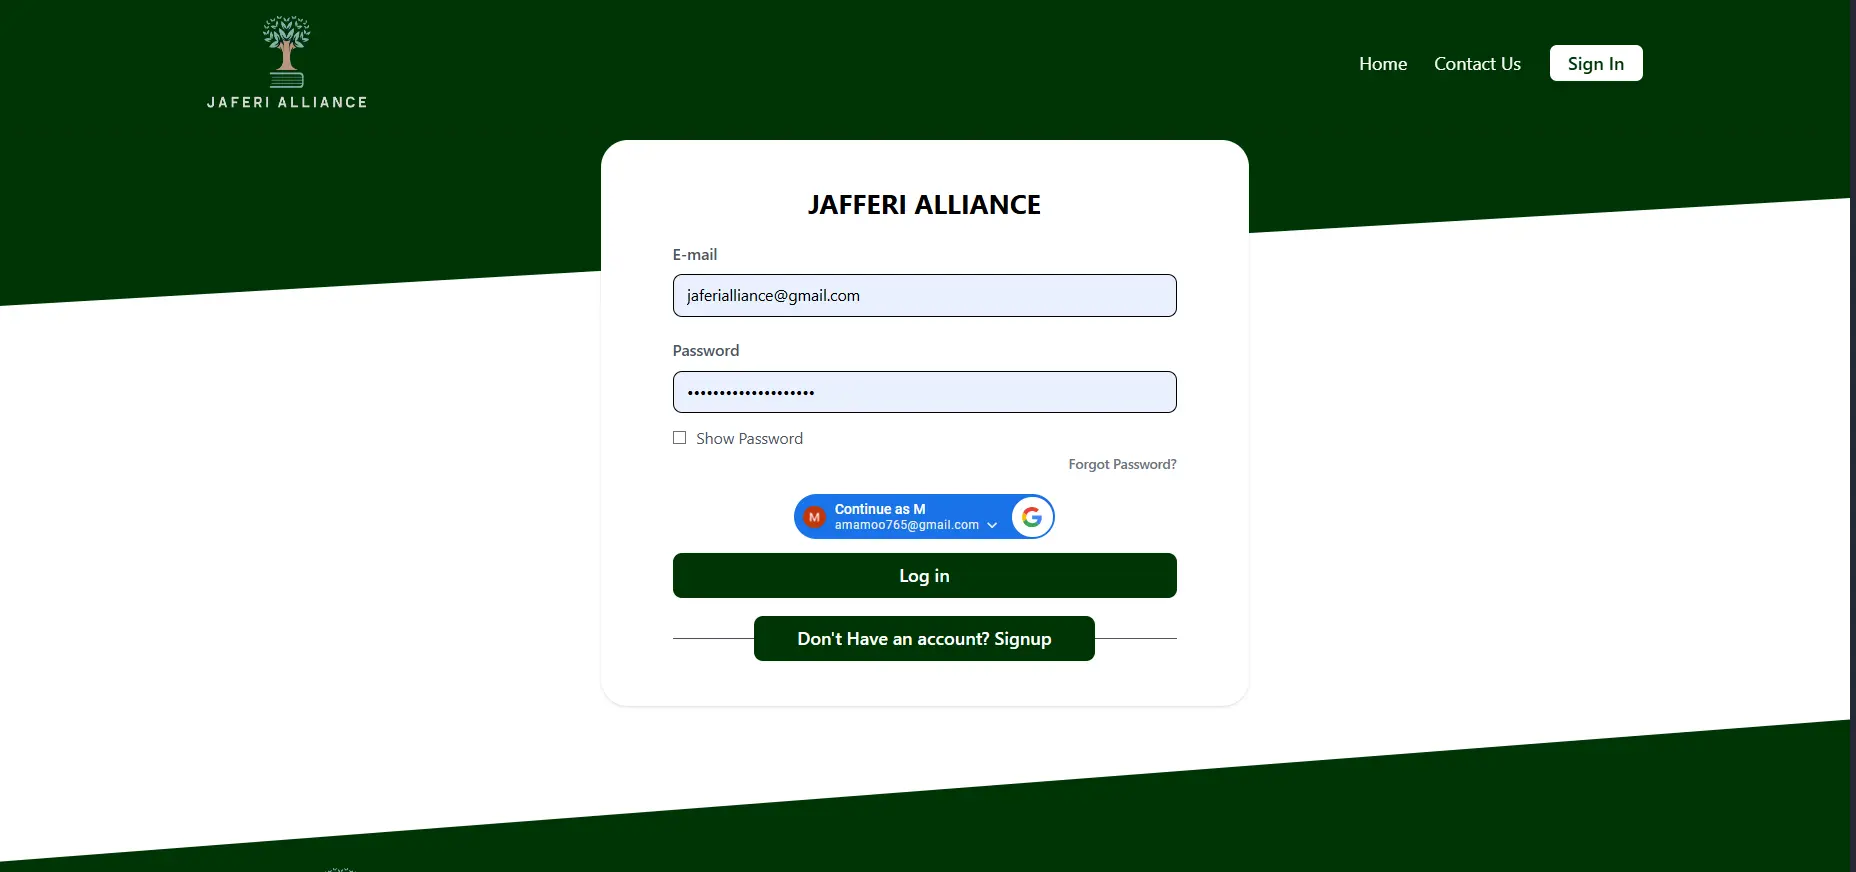 JAFERI ALLIANCE
Home
Contact Us
Sign In
JAFFERI ALLIANCE
E-mail
jaferialliance@gmail.com
Password
••••••••••••••••••••
Show Password
Forgot Password?
M
Continue as M
amamoo765@gmail.com
G
Log in
Don't Have an account? Signup